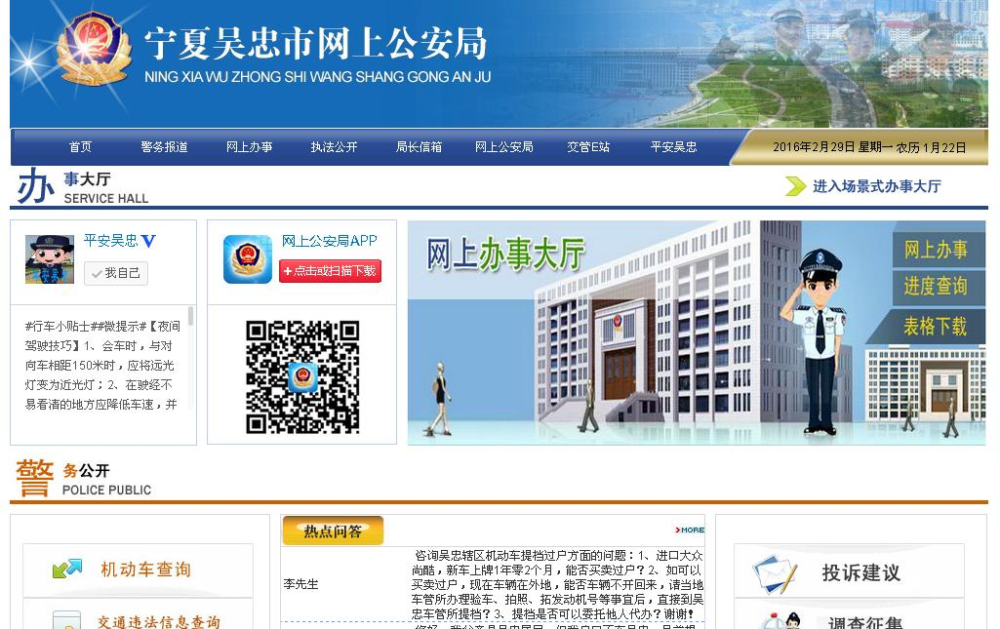 宁夏吴忠市网上公安局
NING XIA WU ZHONG SHI WANG SHANG GONG AN JU
首页 警务报道 网上办事 执法公开 局长信箱 网上公安局 交管E站 平安吴忠 2016年2月29日 星期一 农历 1月22日
办事大厅
SERVICE HALL
进入场景式办事大厅
平安吴忠 V
我自己
#行车小贴士##微提示#【夜间
驾驶技巧】1、会车时，与对
向车相距150米时，应将远光
灯变为近光灯；2、在驶经不
易看清的地方应降低车速，并
网上公安局APP
+点击或扫描下载
网上办事大厅
网上办事
进度查询
表格下载
警务公开
POLICE PUBLIC
机动车查询
交通违法信息查询
热点问答
MORE
李先生
咨询吴忠辖区机动车提档过户方面的问题：1、进口大众
尚酷，新车上牌1年零2个月，能否买卖过户？2、如可以
买卖过户，现在车辆在外地，能否车辆不开回来，请当地
车管所办理验车、拍照、拓发动机号等事宜后，直接到吴
忠车管所提档？3、提档是否可以委托他人代办？谢谢！
投诉建议
调查征集